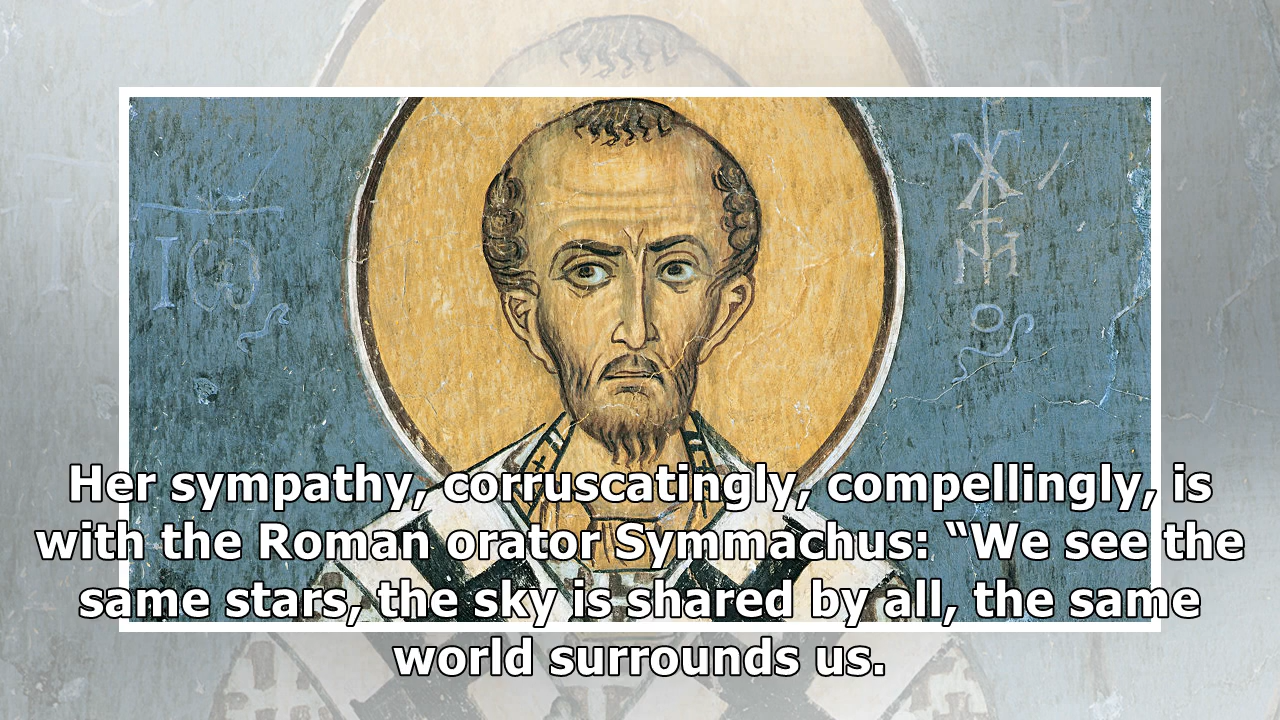 ΙΩ
Her sympathy, corruscatingly, compellingly, is
with the Roman orator Symmachus: “We see the
same stars, the sky is shared by all, the same
world surrounds us.